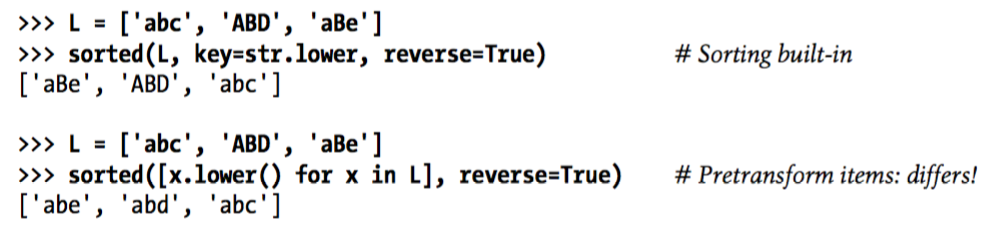 >>> L = ['abc', 'ABD', 'aBe']
>>> sorted(L, key=str.lower, reverse=True) # Sorting built-in
['aBe', 'ABD', 'abc']
>>> L = ['abc', 'ABD', 'aBe']
>>> sorted([x.lower() for x in L], reverse=True) # Pretransform items: differs!
['abe', 'abd', 'abc']